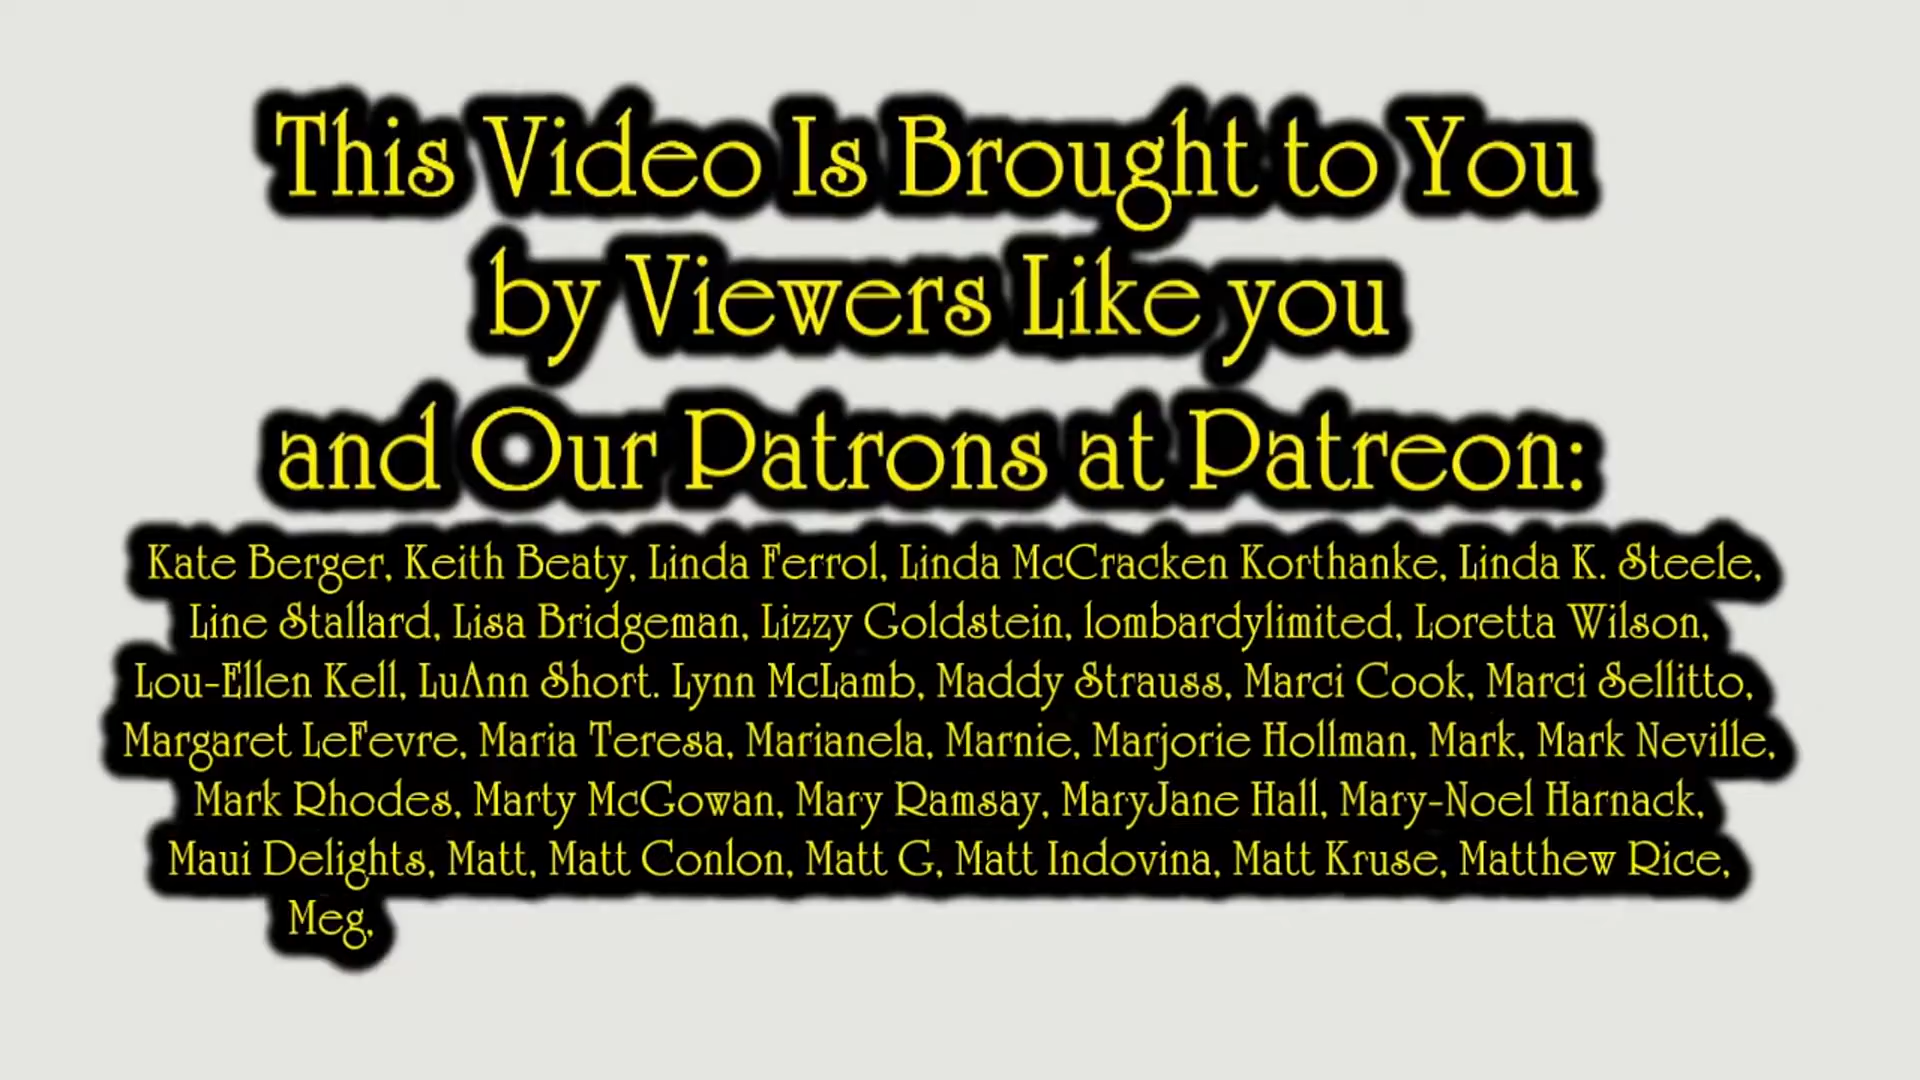 This Video Is Brought to You
by Viewers Like you
and Our Patrons at Patreon:
Kate Berger, Keith Beaty, Linda Ferrol, Linda McCracken Korthanke, Linda K. Steele,
Line Stallard, Lisa Bridgeman, Lizzy Goldstein, lombardylimited, Loretta Wilson,
Lou-Ellen Kell, LuAnn Short. Lynn McLamb, Maddy Strauss, Marci Cook, Marci Sellitto,
Margaret LeFevre, Maria Teresa, Marianela, Marnie, Marjorie Hollman, Mark, Mark Neville,
Mark Rhodes, Marty McGowan, Mary Ramsay, MaryJane Hall, Mary-Noel Harnack,
Maui Delights, Matt, Matt Conlon, Matt G, Matt Indovina, Matt Kruse, Matthew Rice,
Meg,